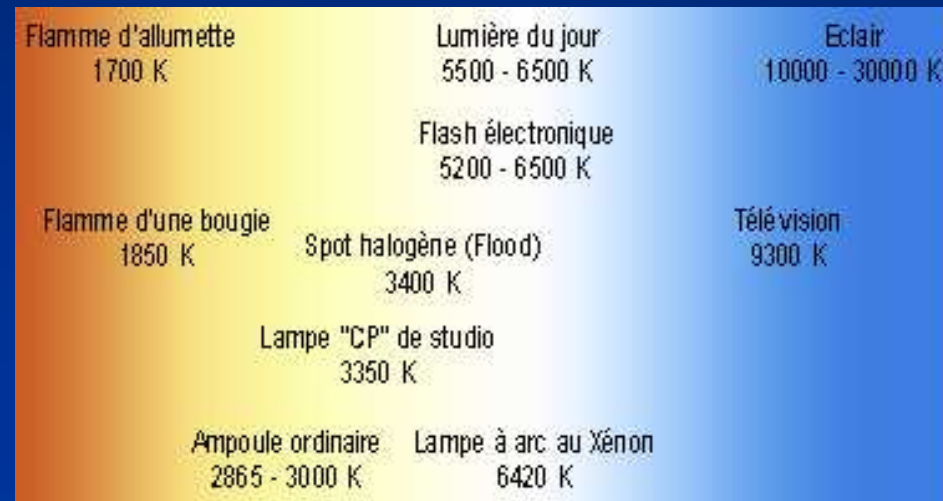 Flamme d'allumette
1700 K
Lumière du jour
5500 - 6500 K
Eclair
10000 - 30000 K
Flash électronique
5200 - 6500 K
Flamme d'une bougie
1850 K
Spot halogène (Flood)
3400 K
Télévision
9300 K
Lampe "CP" de studio
3350 K
Ampoule ordinaire
2865 - 3000 K
Lampe à arc au Xénon
6420 K